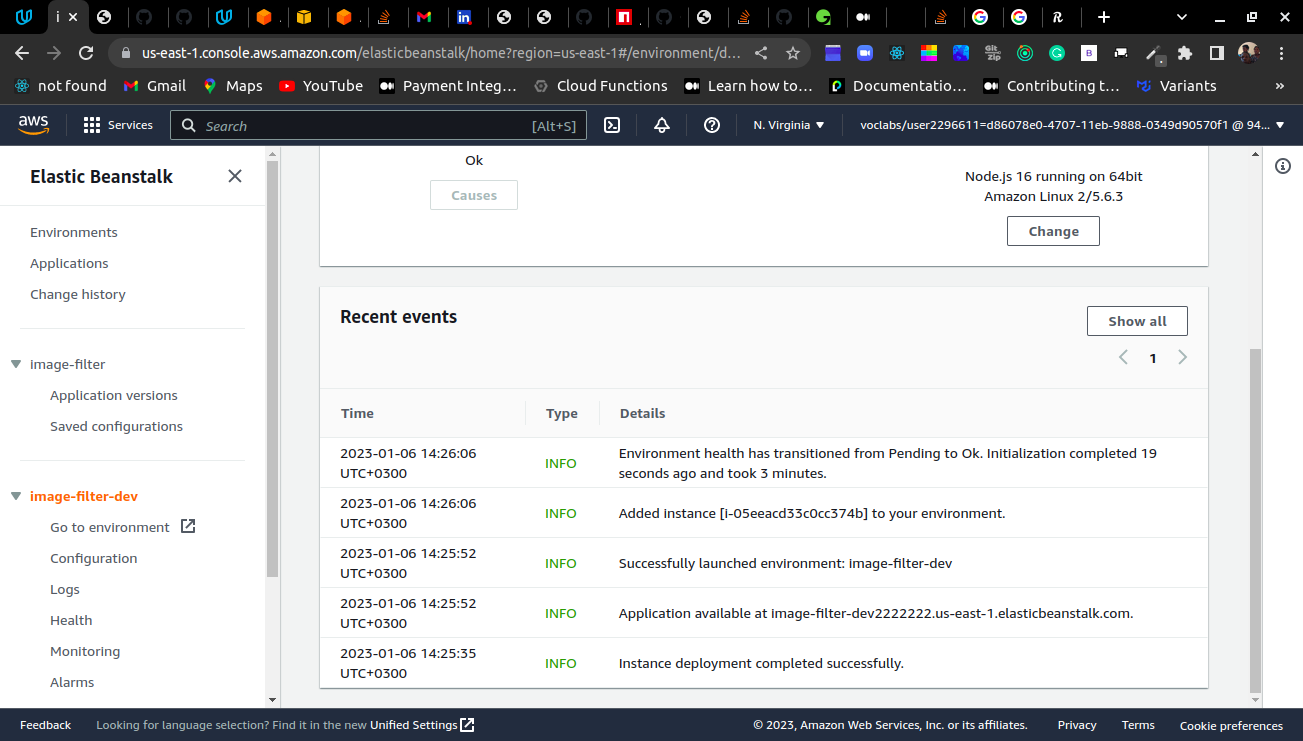 i
us-east-1.console.aws.amazon.com/elasticbeanstalk/home?region=us-east-1#/environment/d...
not found
Gmail
Maps
YouTube
Payment Integ...
Cloud Functions
Learn how to...
Documentatio...
Contributing t...
Variants
»
aws
Services
Search
[Alt+S]
N. Virginia
voclabs/user2296611=d86078e0-4707-11eb-9888-0349d90570f1 @ 94...
Elastic Beanstalk
Environments
Applications
Change history
image-filter
Application versions
Saved configurations
image-filter-dev
Go to environment
Configuration
Logs
Health
Monitoring
Alarms
Ok
Causes
Node.js 16 running on 64bit
Amazon Linux 2/5.6.3
Change
Recent events
Show all
1
Time Type Details
2023-01-06 14:26:06
UTC+0300
INFO
Environment health has transitioned from Pending to Ok. Initialization completed 19
seconds ago and took 3 minutes.
2023-01-06 14:26:06
UTC+0300
INFO
Added instance [i-05eeacd33c0cc374b] to your environment.
2023-01-06 14:25:52
UTC+0300
INFO
Successfully launched environment: image-filter-dev
2023-01-06 14:25:52
UTC+0300
INFO
Application available at image-filter-dev2222222.us-east-1.elasticbeanstalk.com.
2023-01-06 14:25:35
UTC+0300
INFO
Instance deployment completed successfully.
Feedback
Looking for language selection? Find it in the new Unified Settings
© 2023, Amazon Web Services, Inc. or its affiliates.
Privacy
Terms
Cookie preferences